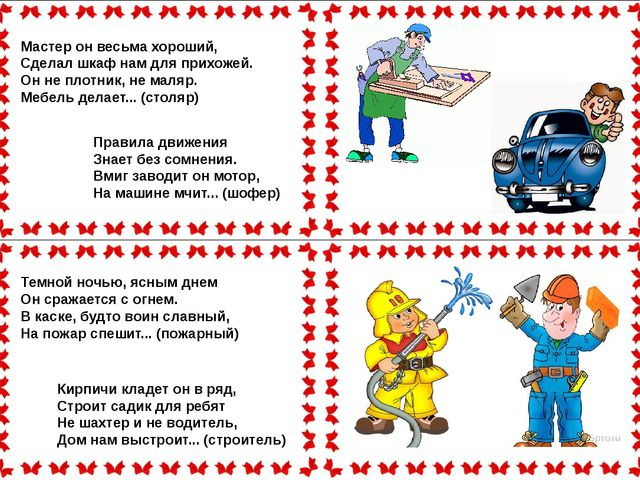 Мастер он весьма хороший,
Сделал шкаф нам для прихожей.
Он не плотник, не маляр.
Мебель делает... (столяр)
Правила движения
Знает без сомнения.
Вмиг заводит он мотор,
На машине мчит... (шофер)
Темной ночью, ясным днем
Он сражается с огнем.
В каске, будто воин славный,
На пожар спешит... (пожарный)
10
Кирпичи кладет он в ряд,
Строит садик для ребят
Не шахтер и не водитель,
Дом нам выстроит... (строитель)